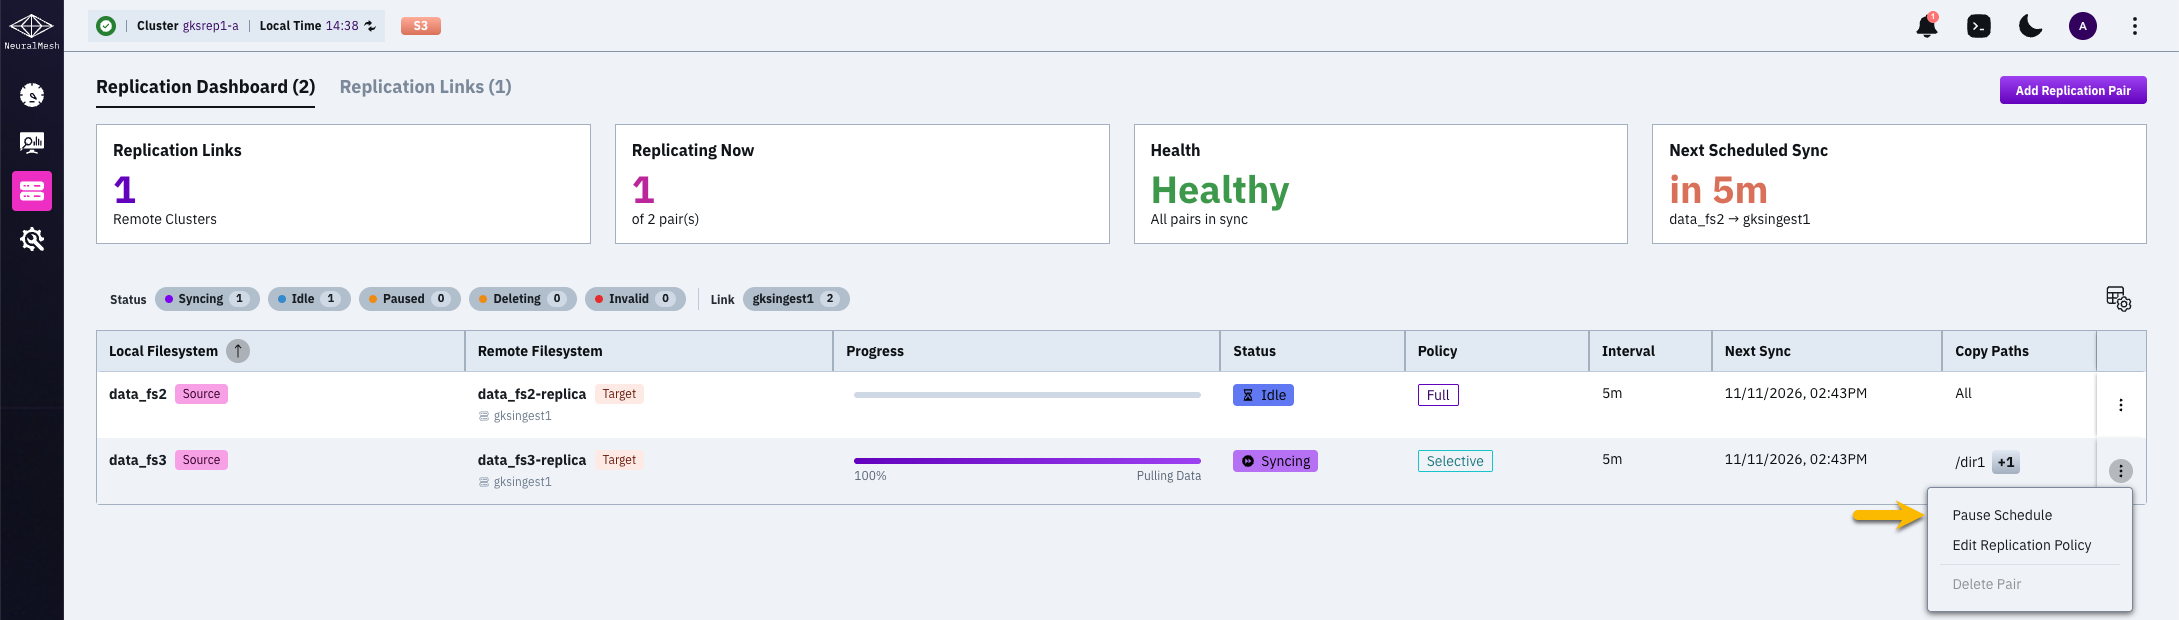 NeuralMesh
Cluster gksrep1-a | Local Time 14:38
S3
!
>_
A
Replication Dashboard (2)
Replication Links (1)
Add Replication Pair
Replication Links
1
Remote Clusters
Replicating Now
1
of 2 pair(s)
Health
Healthy
All pairs in sync
Next Scheduled Sync
in 5m
data_fs2 → gksingest1
Status Syncing 1 Idle 1 Paused 0 Deleting 0 Invalid 0 Link gksingest1 2
Local Filesystem ↑ Remote Filesystem Progress Status Policy Interval Next Sync Copy Paths
data_fs2 Source data_fs2-replica Target Idle Full 5m 11/11/2026, 02:43PM All
gksingest1
data_fs3 Source data_fs3-replica Target Syncing Selective 5m 11/11/2026, 02:43PM /dir1 +1
gksingest1 100% Pulling Data
Pause Schedule
Edit Replication Policy
Delete Pair